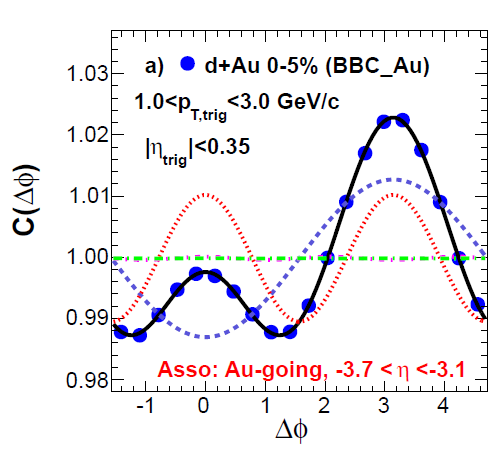 a) d+Au 0-5% (BBC_Au)
1.0<p_T,trig<3.0 GeV/c
|η_trig|<0.35
C(Δϕ)
1.03
1.02
1.01
1.00
0.99
0.98
Asso: Au-going, -3.7 < η <-3.1
-1 0 1 2 3 4
Δϕ